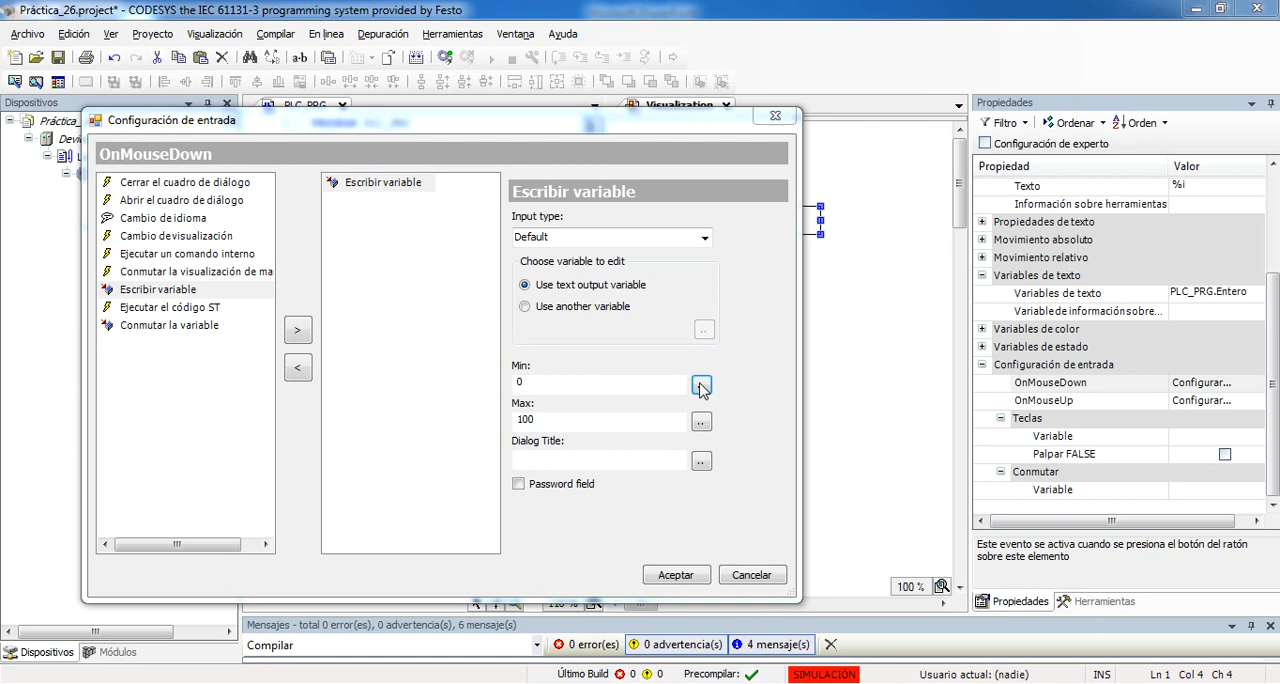 Práctica_26.project* - CODESYS the IEC 61131-3 programming system provided by Festo
Archivo Edición Ver Proyecto Visualización Compilar En línea Depuración Herramientas Ventana Ayuda
Dispositivos
PLC_PRG
Visualization
Propiedades
Práctica_
Configuración de entrada
Filtro Ordenar Orden
Configuración de experto
OnMouseDown
Propiedad Valor
Cerrar el cuadro de diálogo
Abrir el cuadro de diálogo
Cambio de idioma
Cambio de visualización
Ejecutar un comando interno
Conmutar la visualización de ma
Escribir variable
Ejecutar el código ST
Conmutar la variable
>
<
Escribir variable
Escribir variable
Input type:
Default
Choose variable to edit
Use text output variable
Use another variable
..
Min:
0
Max:
100
..
Dialog Title:
..
Password field
Aceptar Cancelar
Texto %i
Información sobre herramientas
Propiedades de texto
Movimiento absoluto
Movimiento relativo
Variables de texto
Variables de texto PLC_PRG.Entero
Variable de información sobre...
Variables de color
Variables de estado
Configuración de entrada
OnMouseDown Configurar...
OnMouseUp Configurar...
Teclas
Variable
Palpar FALSE
Conmutar
Variable
Este evento se activa cuando se presiona el botón del ratón
sobre este elemento
100 %
Propiedades Herramientas
Mensajes - total 0 error(es), 0 advertencia(s), 6 mensaje(s)
Compilar 0 error(es) 0 advertencia(s) 4 mensaje(s)
Dispositivos Módulos
Último Build 0 0 Precompilar: SIMULACIÓN Usuario actual: (nadie) INS Ln 1 Col 4 Ch 4